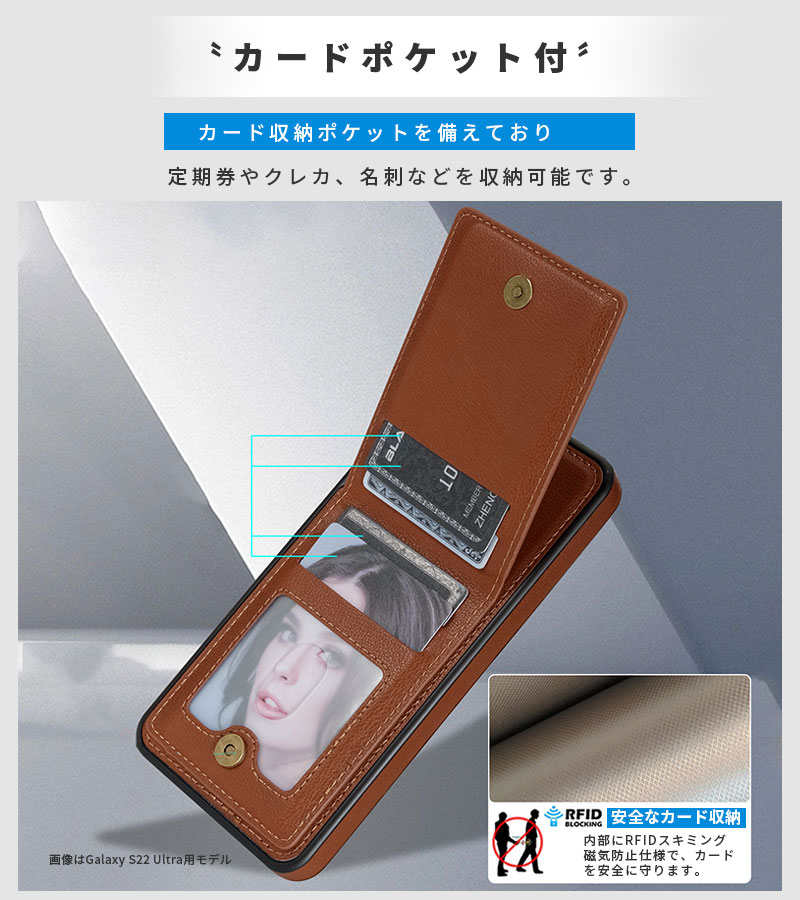 〝カードポケット付〞
カード収納ポケットを備えており
定期券やクレカ、名刺などを収納可能です。
BLA
TO
MEMBER
ZHENG
RFID
BLOCKING
安全なカード収納
内部にRFIDスキミング
磁気防止仕様で、カード
を安全に守ります。
画像はGalaxy S22 Ultra用モデル